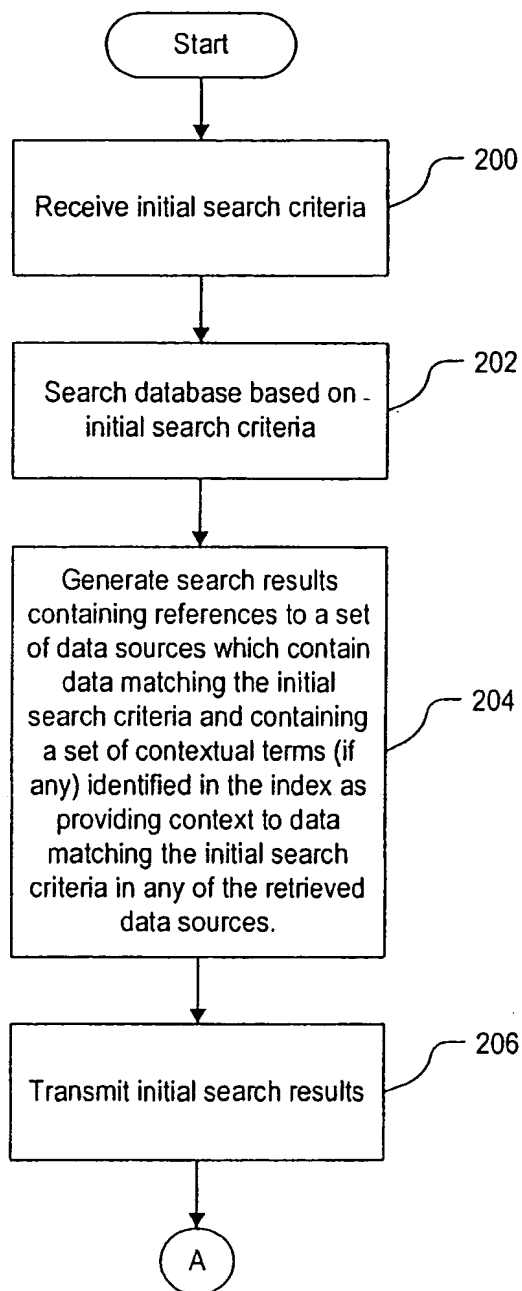 Start
200
Receive initial search criteria
202
Search database based on
initial search criteria
Generate search results
containing references to a set
of data sources which contain
data matching the initial
search criteria and containing
a set of contextual terms (if
any) identified in the index as
providing context to data
matching the initial search
criteria in any of the retrieved
data sources.
204
206
Transmit initial search results
A